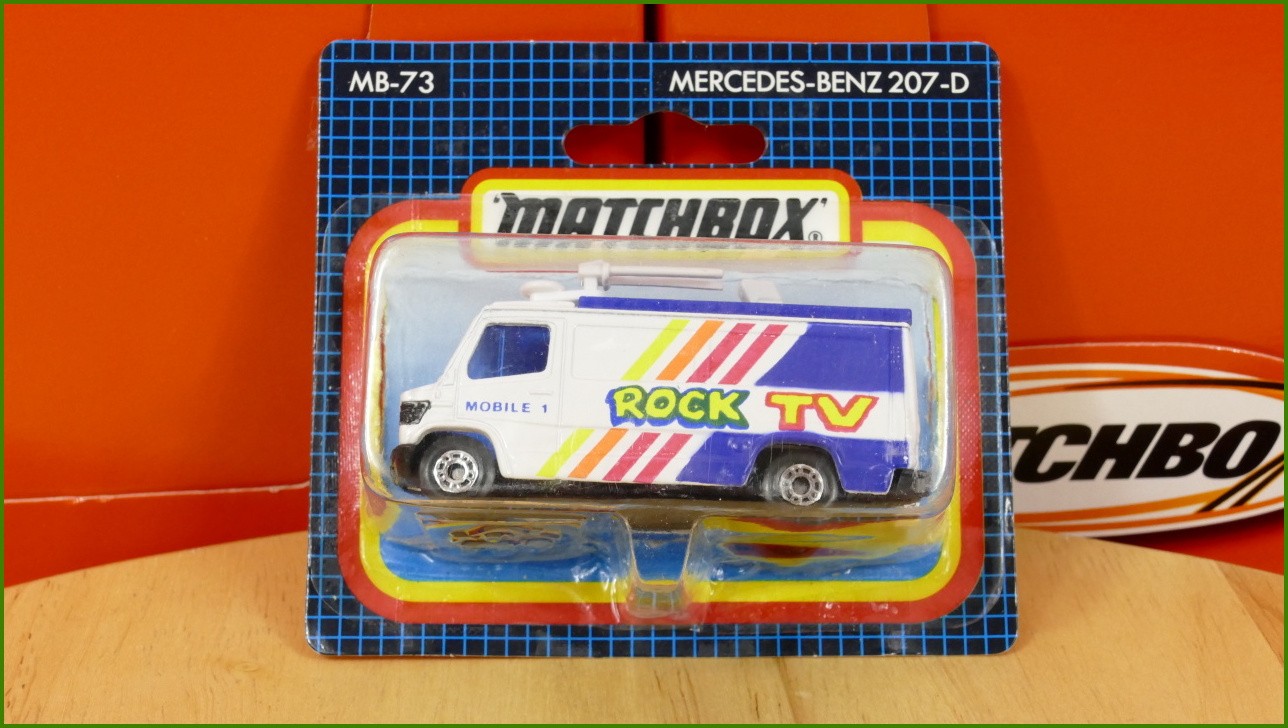 MB-73
MERCEDES-BENZ 207-D
'MATCHBOX'®
MOBILE 1
ROCK TV
TCHBO